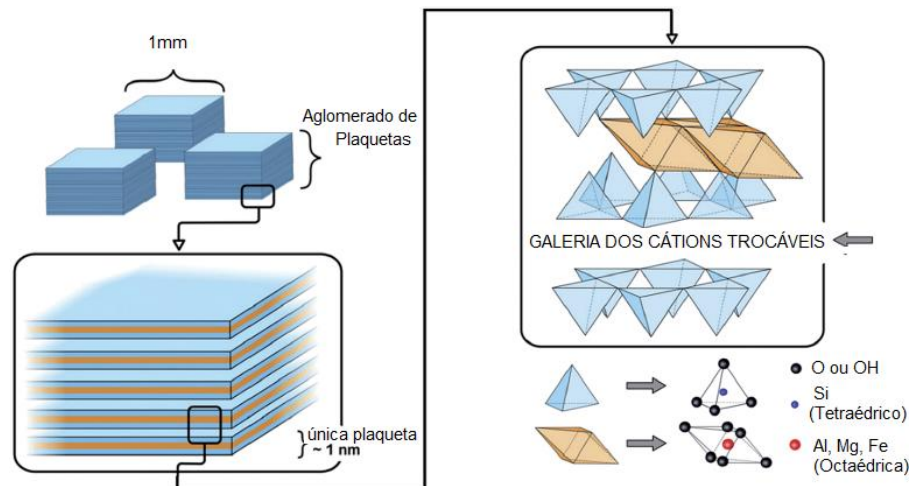 1mm
Aglomerado de
Plaquetas
única plaqueta
~ 1 nm
GALERIA DOS CÁTIONS TROCÁVEIS
O ou OH
Si
(Tetraédrico)
Al, Mg, Fe
(Octaédrica)